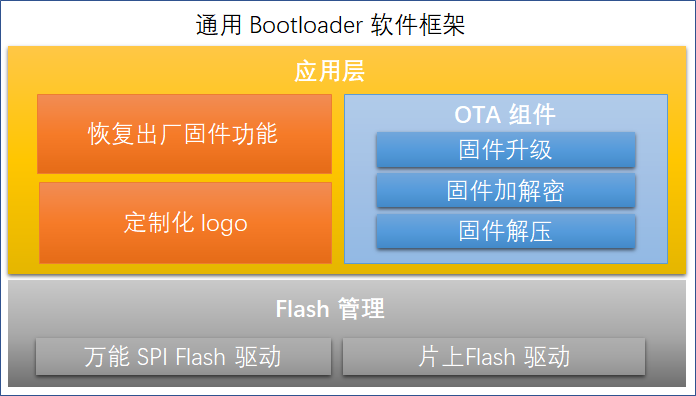 通用 Bootloader 软件框架
应用层
恢复出厂固件功能
定制化 logo
OTA 组件
固件升级
固件加解密
固件解压
Flash 管理
万能 SPI Flash 驱动
片上Flash 驱动